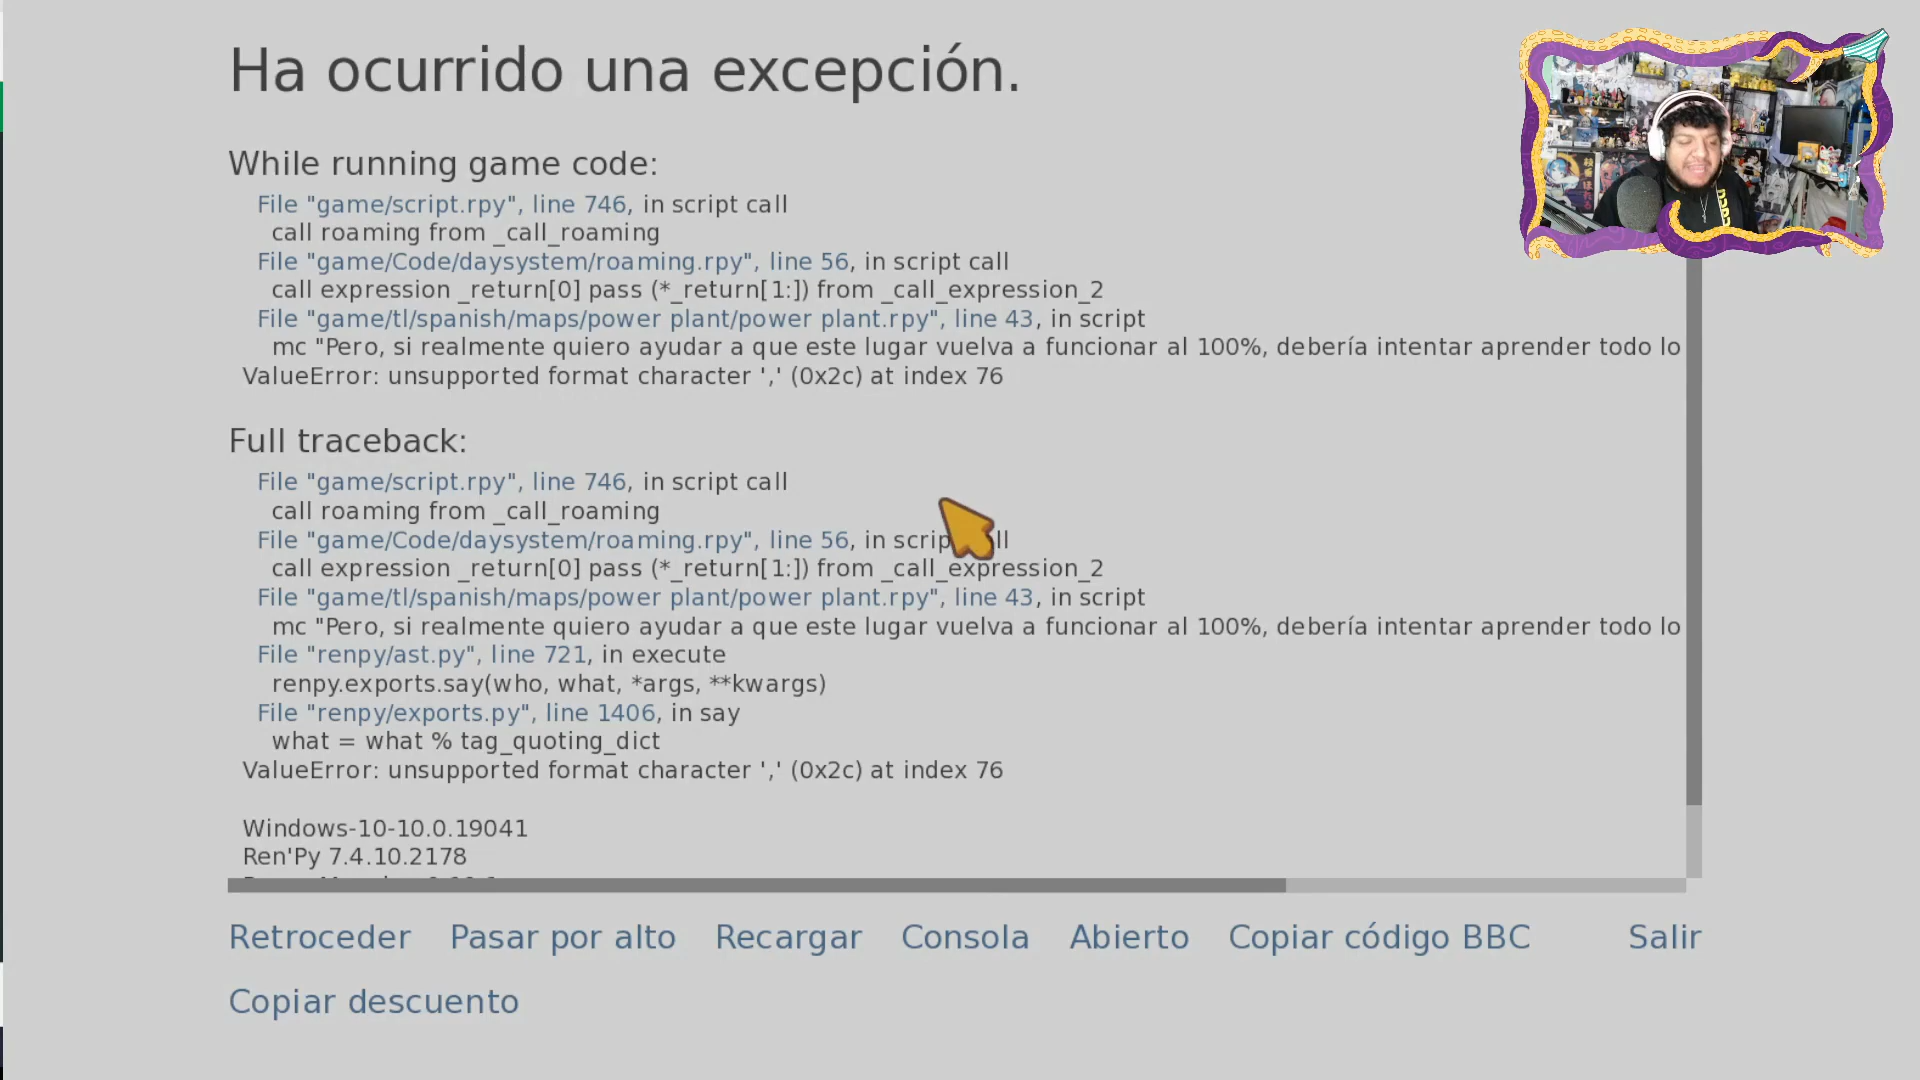 Ha ocurrido una excepción.
While running game code:
File "game/script.rpy", line 746, in script call
call roaming from _call_roaming
File "game/Code/daysystem/roaming.rpy", line 56, in script call
call expression _return[0] pass (*_return[1:]) from _call_expression_2
File "game/tl/spanish/maps/power plant/power plant.rpy", line 43, in script
mc "Pero, si realmente quiero ayudar a que este lugar vuelva a funcionar al 100%, debería intentar aprender todo lo
ValueError: unsupported format character ',' (0x2c) at index 76
Full traceback:
File "game/script.rpy", line 746, in script call
call roaming from _call_roaming
File "game/Code/daysystem/roaming.rpy", line 56, in script call
call expression _return[0] pass (*_return[1:]) from _call_expression_2
File "game/tl/spanish/maps/power plant/power plant.rpy", line 43, in script
mc "Pero, si realmente quiero ayudar a que este lugar vuelva a funcionar al 100%, debería intentar aprender todo lo
File "renpy/ast.py", line 721, in execute
renpy.exports.say(who, what, *args, **kwargs)
File "renpy/exports.py", line 1406, in say
what = what % tag_quoting_dict
ValueError: unsupported format character ',' (0x2c) at index 76
Windows-10-10.0.19041
Ren'Py 7.4.10.2178
Retroceder Pasar por alto Recargar Consola Abierto Copiar código BBC Salir
Copiar descuento